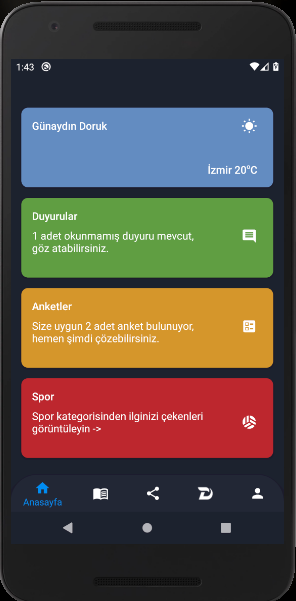 1:43
Günaydın Doruk
İzmir 20°C
Duyurular
1 adet okunmamış duyuru mevcut,
göz atabilirsiniz.
Anketler
Size uygun 2 adet anket bulunuyor,
hemen şimdi çözebilirsiniz.
Spor
Spor kategorisinden ilginizi çekenleri
görüntüleyin ->
Anasayfa